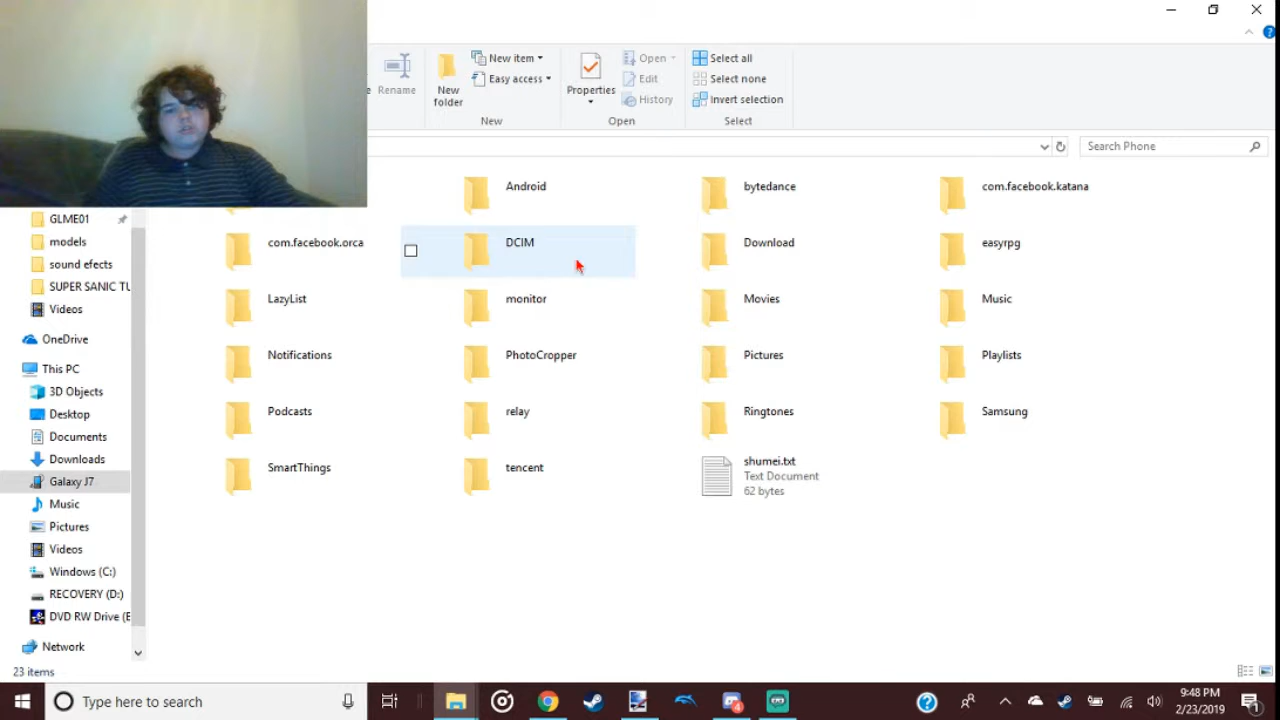 Rename
New folder
New item
Easy access
New
Properties
Open
Edit
History
Open
Select all
Select none
Invert selection
Select
Search Phone
GLME01
models
sound efects
SUPER SANIC TU
Videos
OneDrive
This PC
3D Objects
Desktop
Documents
Downloads
Galaxy J7
Music
Pictures
Videos
Windows (C:)
RECOVERY (D:)
DVD RW Drive (E
Network
Android
bytedance
com.facebook.katana
com.facebook.orca
DCIM
Download
easyrpg
LazyList
monitor
Movies
Music
Notifications
PhotoCropper
Pictures
Playlists
Podcasts
relay
Ringtones
Samsung
SmartThings
tencent
shumei.txt
Text Document
62 bytes
23 items
Type here to search
4
9:48 PM
2/23/2019
1